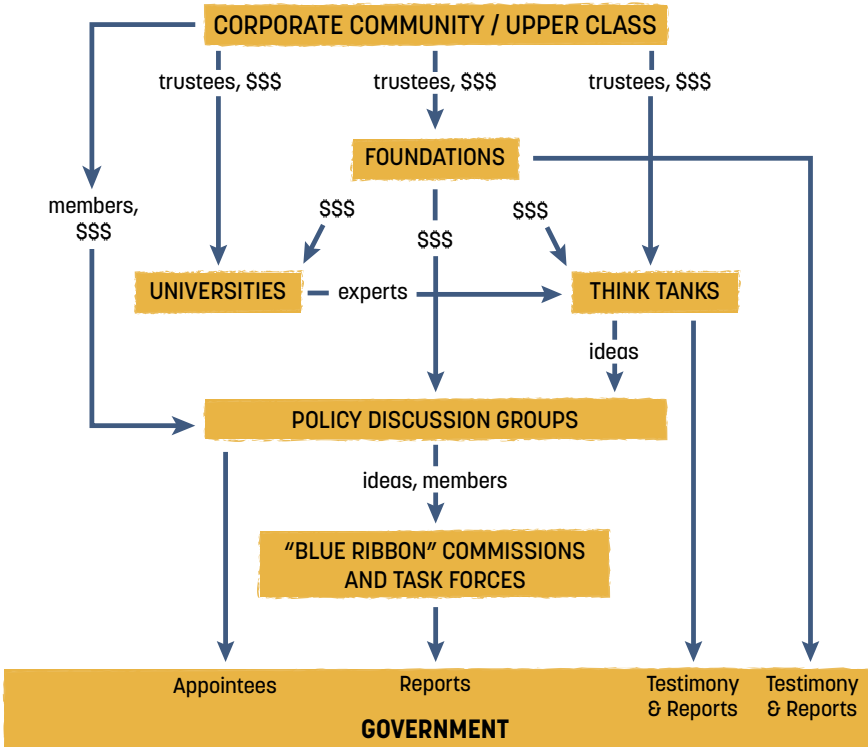 CORPORATE COMMUNITY / UPPER CLASS
trustees, $$$
trustees, $$$
trustees, $$$
FOUNDATIONS
members,
$$$
$$$
$$$
$$$
UNIVERSITIES
experts
THINK TANKS
ideas
POLICY DISCUSSION GROUPS
ideas, members
“BLUE RIBBON” COMMISSIONS
AND TASK FORCES
Appointees
Reports
Testimony
& Reports
Testimony
& Reports
GOVERNMENT